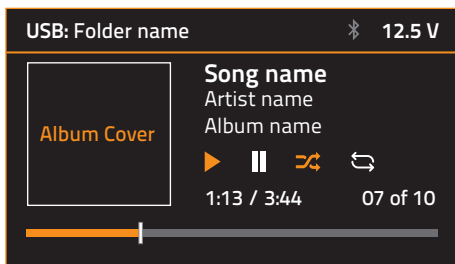 USB: Folder name 12.5 V
Album Cover
Song name
Artist name
Album name
1:13 / 3:44 07 of 10